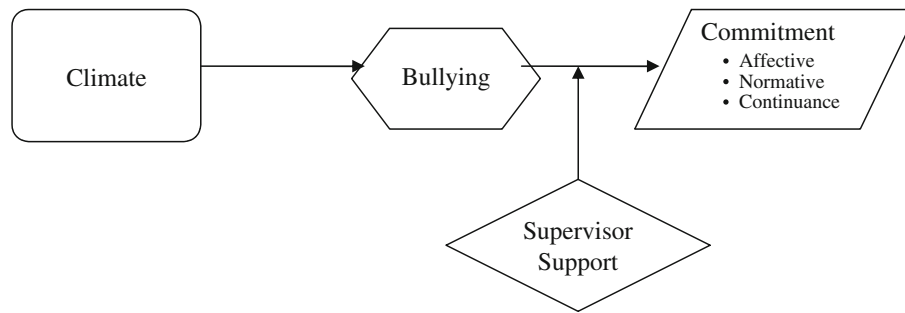 Climate
Bullying
Commitment
• Affective
• Normative
• Continuance
Supervisor
Support